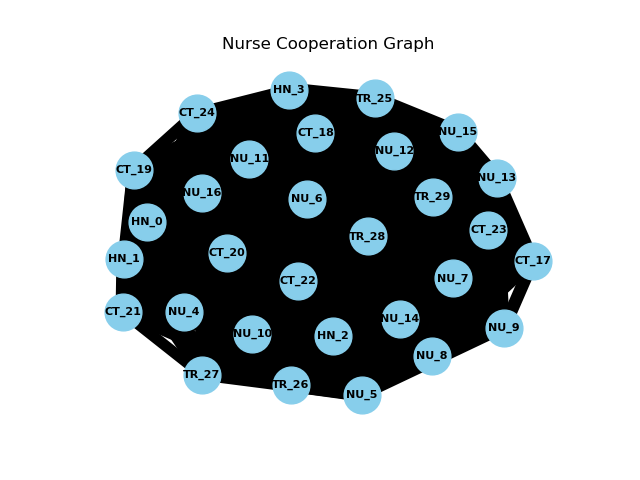 Nurse Cooperation Graph
HN_3
TR_25
CT_24
CT_18
NU_15
NU_12
NU_11
CT_19
NU_13
NU_16
TR_29
NU_6
HN_0
CT_23
TR_28
CT_20
HN_1
CT_17
NU_7
CT_22
CT_21
NU_4
NU_14
NU_9
NU_10
HN_2
NU_8
TR_27
TR_26
NU_5